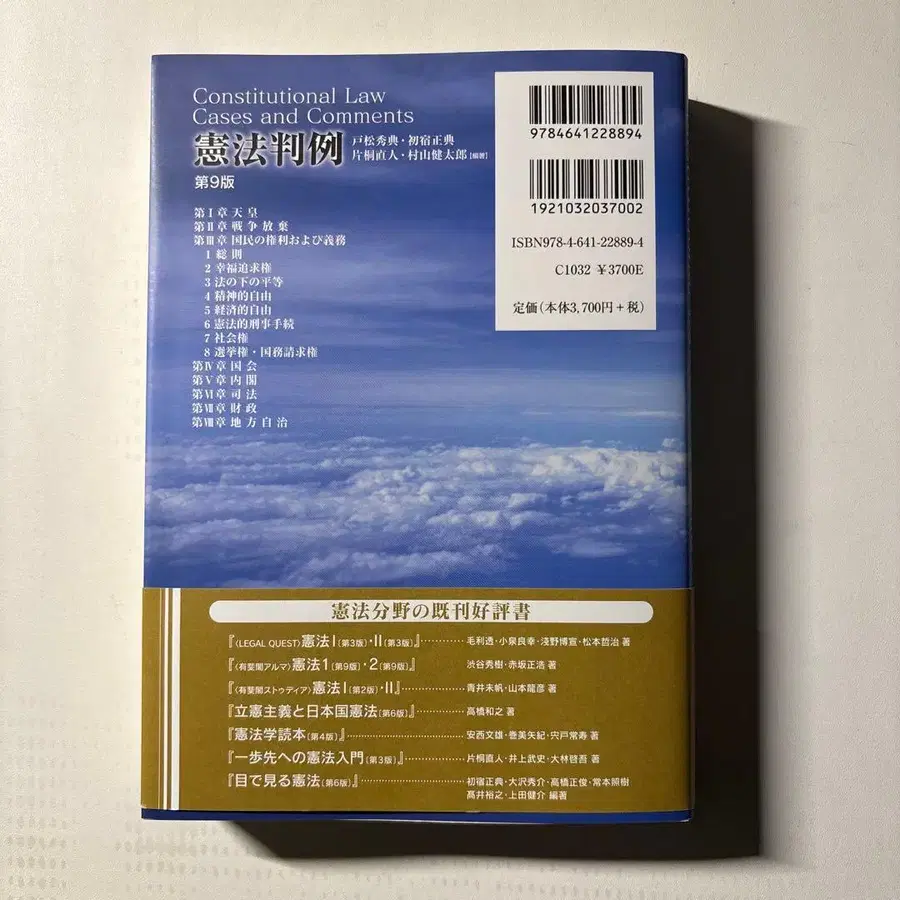 Constitutional Law
Cases and Comments
憲法判例
戸松秀典・初宿正典
片桐直人・村山健太郎[編著]
第9版
第Ⅰ章 天皇
第Ⅱ章 戦争放棄
第Ⅲ章 国民の権利および義務
1 総則
2 幸福追求権
3 法の下の平等
4 精神的自由
5 経済的自由
6 憲法的刑事手続
7 社会権
8 選挙権・国務請求権
第Ⅳ章 国会
第Ⅴ章 内閣
第Ⅵ章 司法
第Ⅶ章 財政
第Ⅷ章 地方自治
9784641228894
1921032037002
ISBN978-4-641-22889-4
C1032 ¥3700E
定価(本体3,700円+税)
憲法分野の既刊好評書
『〈LEGAL QUEST〉憲法Ⅰ〔第3版〕・Ⅱ〔第3版〕』………… 毛利透・小泉良幸・淺野博宣・松本哲治 著
『〈有斐閣アルマ〉憲法1〔第9版〕・2〔第9版〕』 渋谷秀樹・赤坂正浩 著
『〈有斐閣ストゥディア〉憲法Ⅰ〔第2版〕・Ⅱ』………………… 青井未帆・山本龍彦 著
『立憲主義と日本国憲法〔第6版〕』………………… 高橋和之 著
『憲法学読本〔第4版〕』………………… 安西文雄・巻美矢紀・宍戸常寿 著
『一歩先への憲法入門〔第3版〕』………………… 片桐直人・井上武史・大林啓吾 著
『目で見る憲法〔第6版〕』………………… 初宿正典・大沢秀介・高橋正俊・常本照樹
髙井裕之・上田健介 編著